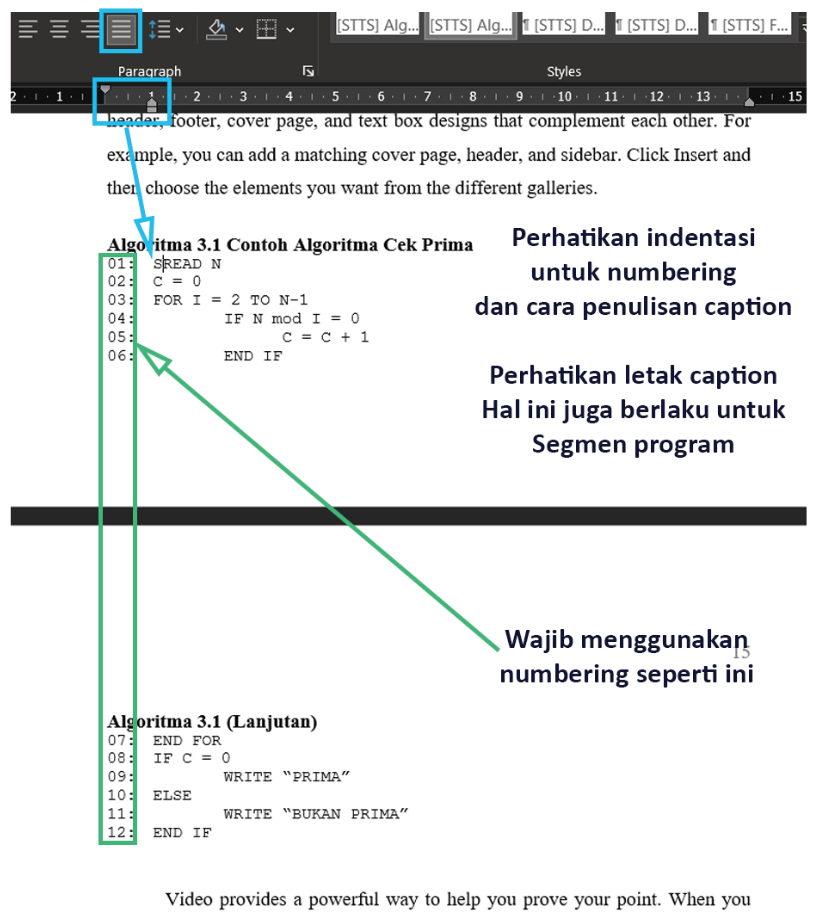 [STTS] Alg... [STTS] Alg... ¶ [STTS] D... ¶ [STTS] D... ¶ [STTS] F...
Paragraph Styles
2 1 1 2 3 4 5 6 7 8 9 10 11 12 13 15
header, footer, cover page, and text box designs that complement each other. For
example, you can add a matching cover page, header, and sidebar. Click Insert and
then choose the elements you want from the different galleries.
Algoritma 3.1 Contoh Algoritma Cek Prima
01: SREAD N
02: C = 0
03: FOR I = 2 TO N-1
04: IF N mod I = 0
05: C = C + 1
06: END IF
Perhatikan indentasi
untuk numbering
dan cara penulisan caption
Perhatikan letak caption
Hal ini juga berlaku untuk
Segmen program
Wajib menggunakan
numbering seperti ini
15
Algoritma 3.1 (Lanjutan)
07: END FOR
08: IF C = 0
09: WRITE “PRIMA”
10: ELSE
11: WRITE “BUKAN PRIMA”
12: END IF
Video provides a powerful way to help you prove your point. When you